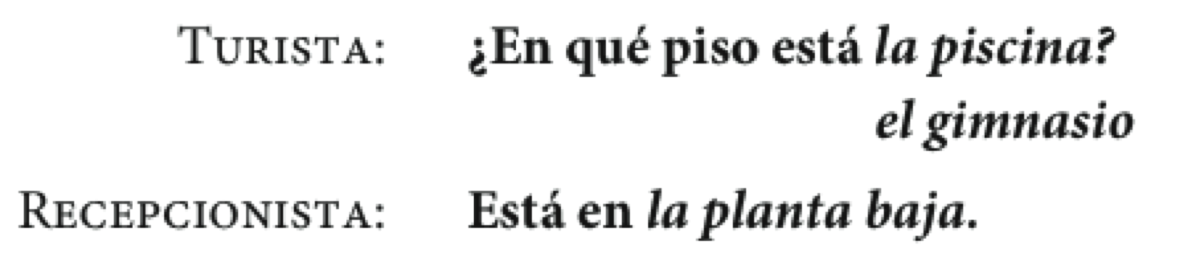 TURISTA: ¿En qué piso está la piscina?
el gimnasio
RECEPCIONISTA: Está en la planta baja.